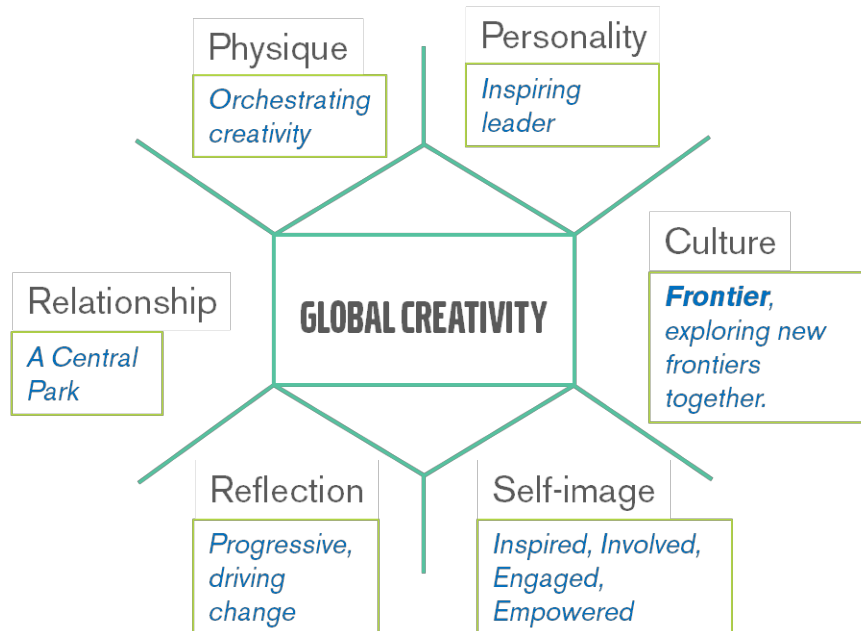 Physique
Orchestrating
creativity
Personality
Inspiring
leader
Culture
Frontier,
exploring new
frontiers
together.
GLOBAL CREATIVITY
Relationship
A Central
Park
Reflection
Progressive,
driving
change
Self-image
Inspired, Involved,
Engaged,
Empowered